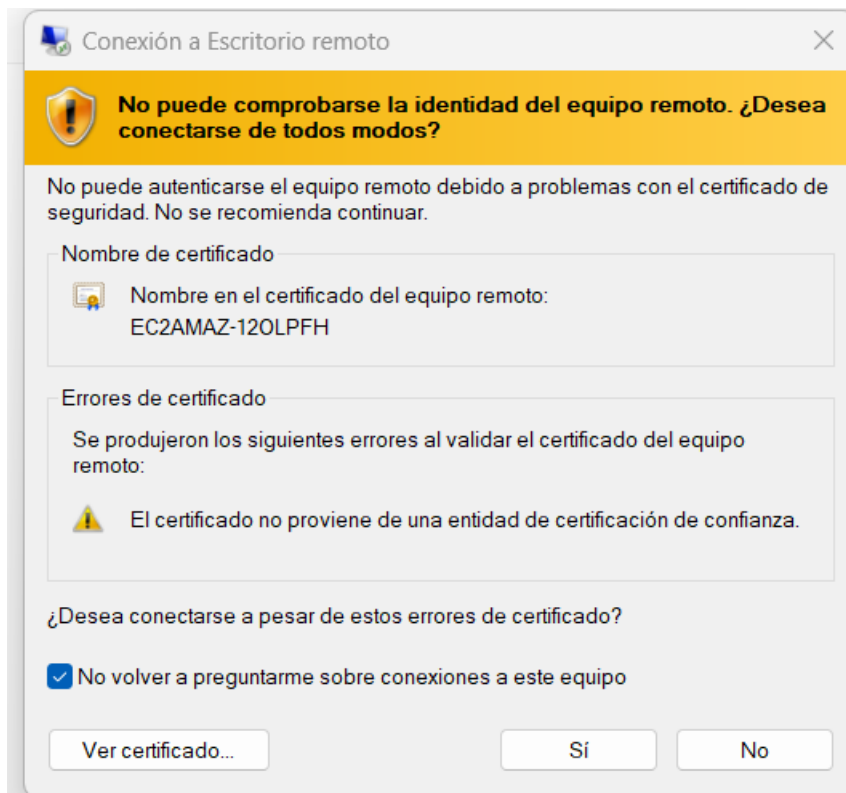 Conexión a Escritorio remoto
No puede comprobarse la identidad del equipo remoto. ¿Desea
conectarse de todos modos?
No puede autenticarse el equipo remoto debido a problemas con el certificado de
seguridad. No se recomienda continuar.
Nombre de certificado
Nombre en el certificado del equipo remoto:
EC2AMAZ-12OLPFH
Errores de certificado
Se produjeron los siguientes errores al validar el certificado del equipo
remoto:
El certificado no proviene de una entidad de certificación de confianza.
¿Desea conectarse a pesar de estos errores de certificado?
No volver a preguntarme sobre conexiones a este equipo
Ver certificado...
Sí
No